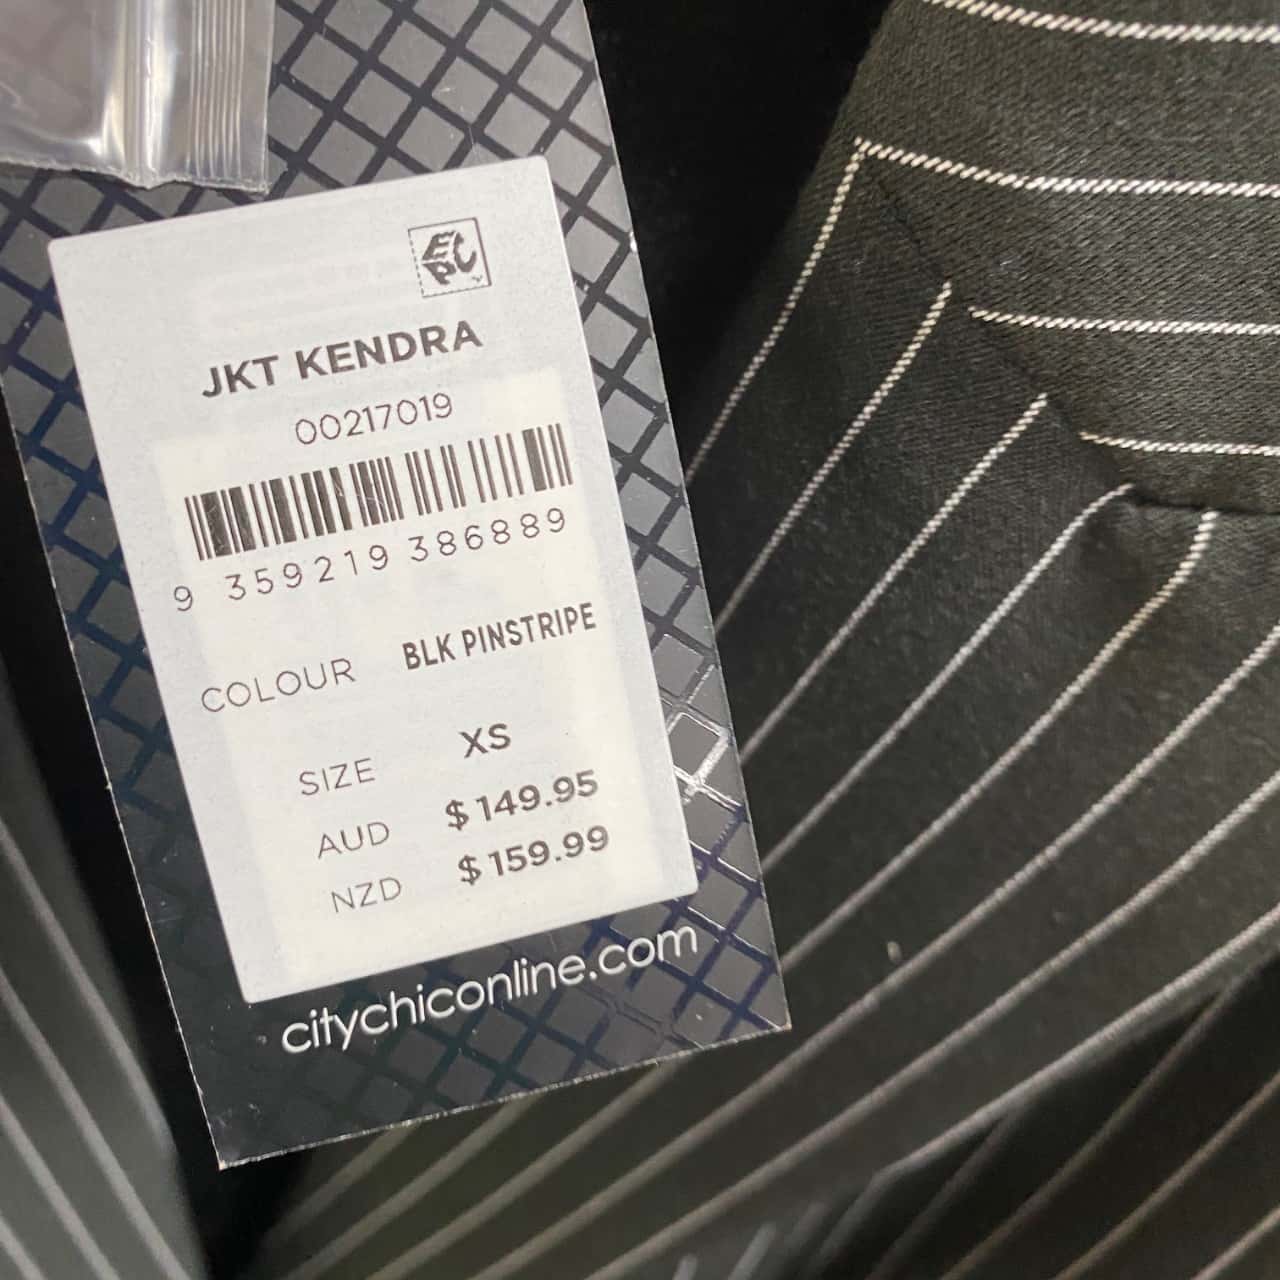 EPC
JKT KENDRA
00217019
9 359219 386889
COLOUR BLK PINSTRIPE
SIZE XS
AUD $149.95
NZD $159.99
citychiconline.com